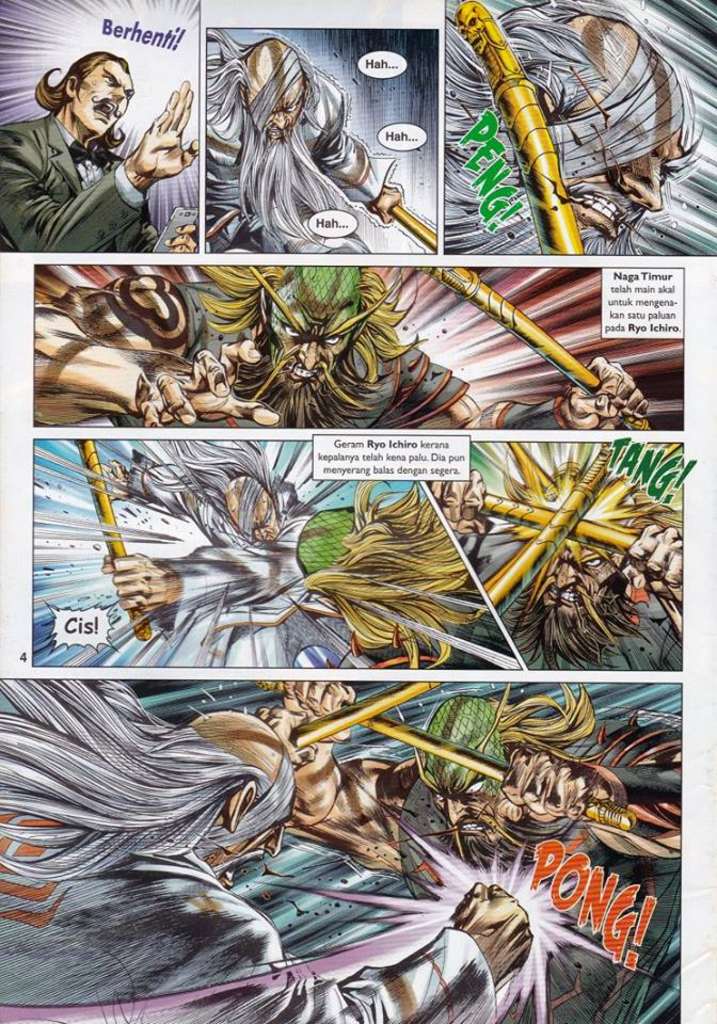 Berhenti!
Hah...
Hah...
Hah...
PENG!
Naga Timur
telah main akal
untuk mengena-
kan satu paluan
pada Ryo Ichiro.
Geram Ryo Ichiro kerana
kepalanya telah kena palu. Dia pun
menyerang balas dengan segera.
Cis!
TANG!
4
PONG!